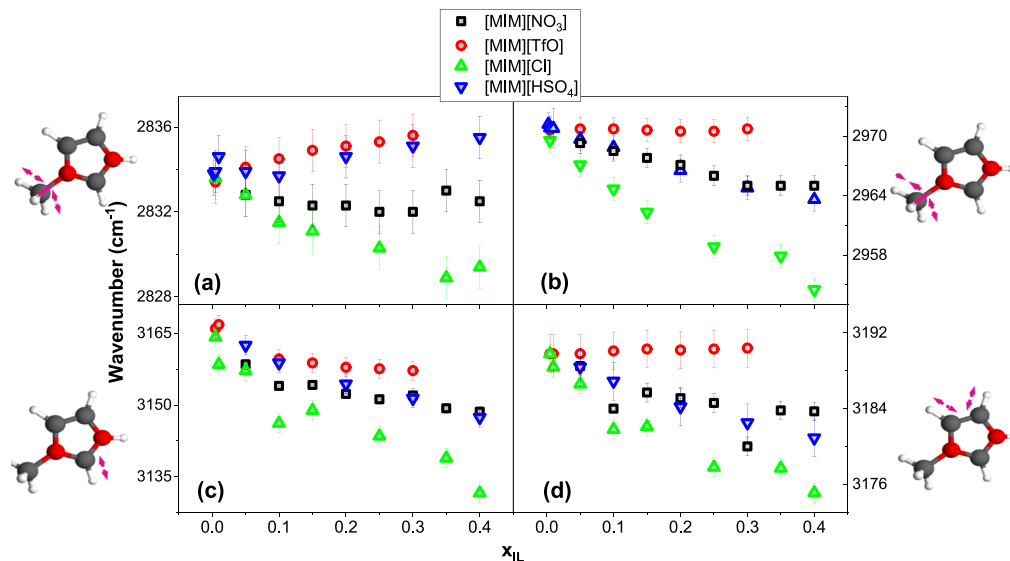 [MIM][NO₃]
[MIM][TfO]
[MIM][Cl]
[MIM][HSO₄]
2836
2832
2828
(a)
2970
2964
2958
(b)
Wavenumber (cm⁻¹)
3165
3150
3135
(c)
3192
3184
3176
(d)
0.0 0.1 0.2 0.3 0.4
0.0 0.1 0.2 0.3 0.4
x_IL